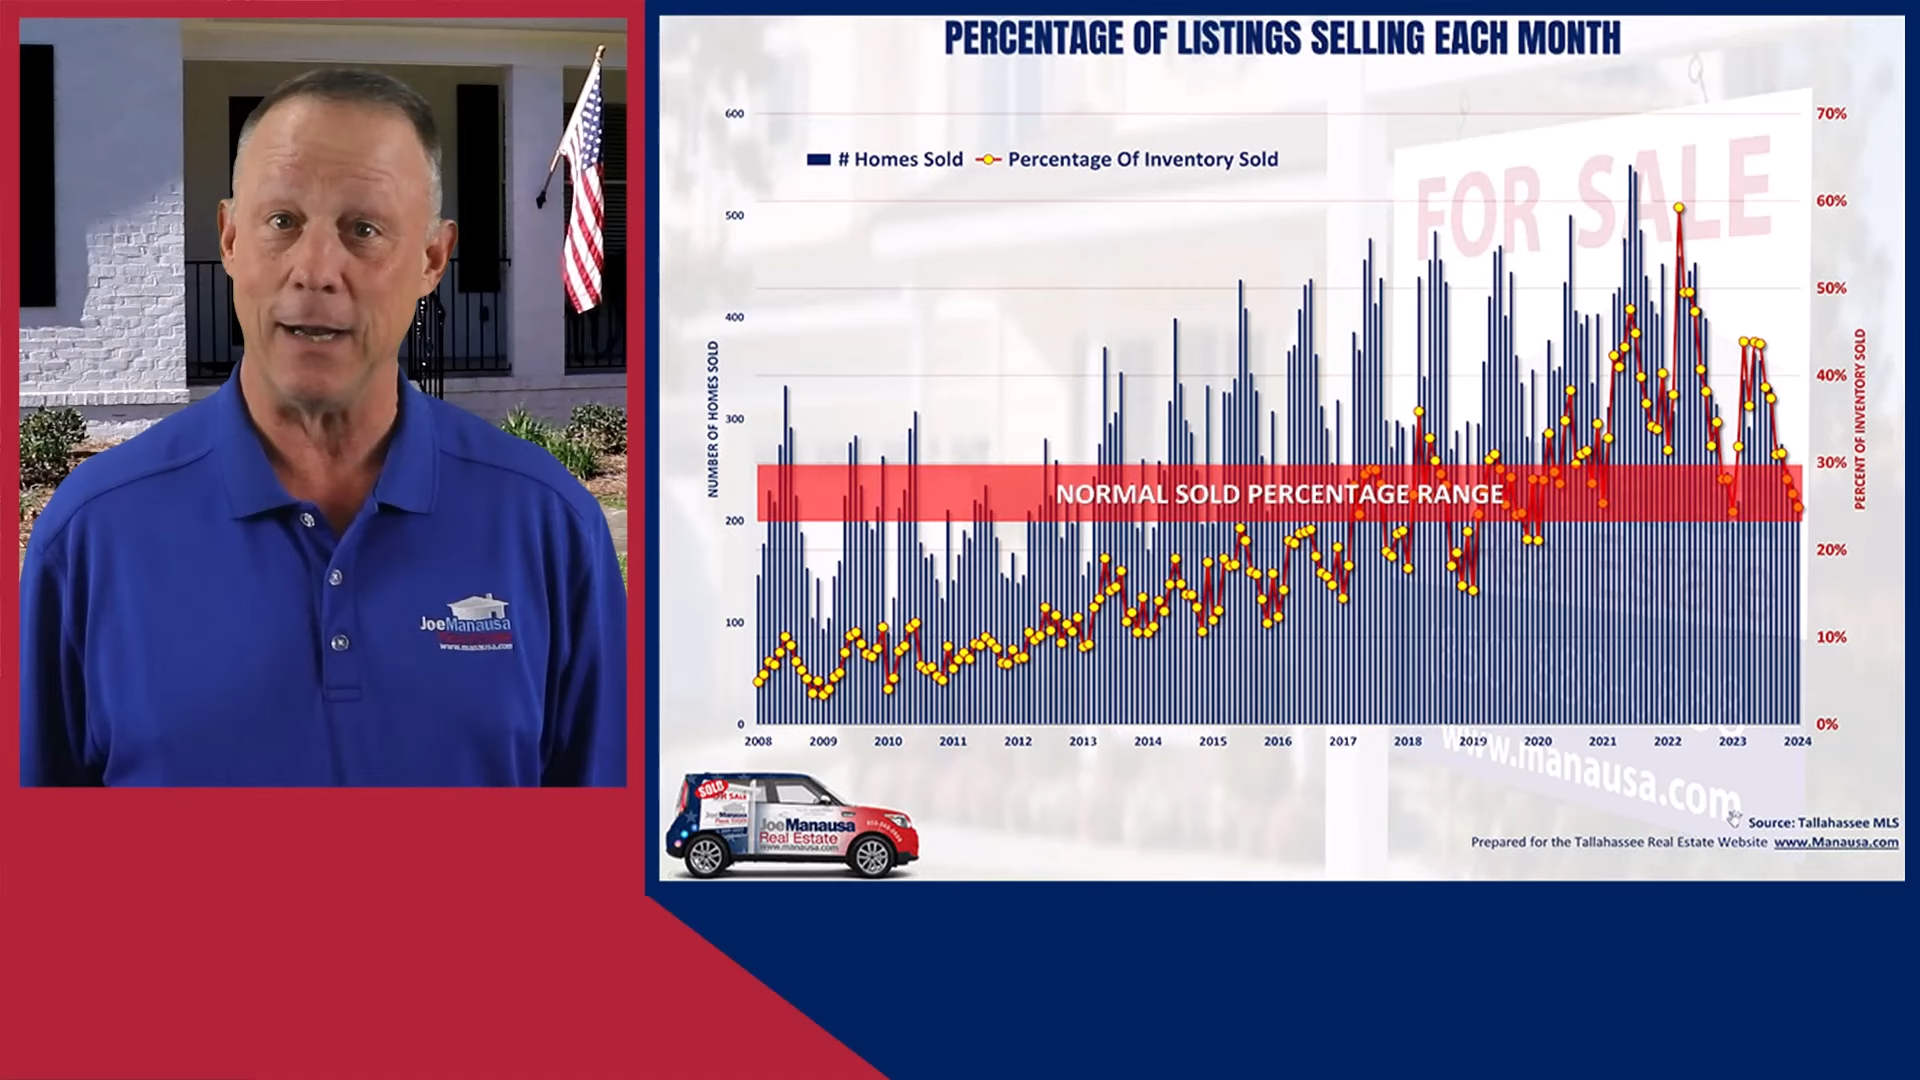 PERCENTAGE OF LISTINGS SELLING EACH MONTH
600
70%
# Homes Sold
Percentage Of Inventory Sold
FOR SALE
60%
500
50%
400
40%
NUMBER OF HOMES SOLD
PERCENT OF INVENTORY SOLD
300
30%
NORMAL SOLD PERCENTAGE RANGE
200
20%
100
10%
0
0%
2008 2009 2010 2011 2012 2013 2014 2015 2016 2017 2018 2019 2020 2021 2022 2023 2024
www.manausa.com
Source: Tallahassee MLS
Prepared for the Tallahassee Real Estate Website www.Manausa.com
JoeManausa
www.manausa.com
SOLD
JoeManausa
Real Estate
www.manausa.com